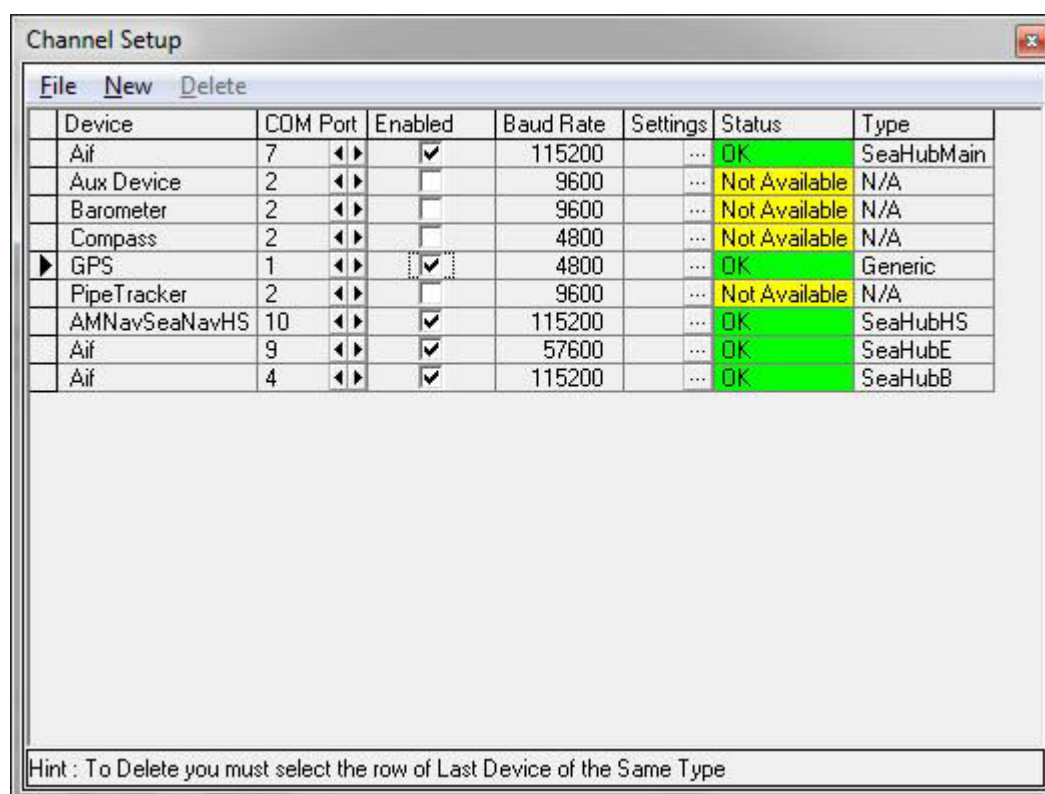 Channel Setup
File New Delete
Device COM Port Enabled Baud Rate Settings Status Type
Aif 7 115200 ... OK SeaHubMain
Aux Device 2 9600 ... Not Available N/A
Barometer 2 9600 ... Not Available N/A
Compass 2 4800 ... Not Available N/A
GPS 1 4800 ... OK Generic
PipeTracker 2 9600 ... Not Available N/A
AMNavSeaNavHS 10 115200 ... OK SeaHubHS
Aif 9 57600 ... OK SeaHubE
Aif 4 115200 ... OK SeaHubB
Hint : To Delete you must select the row of Last Device of the Same Type